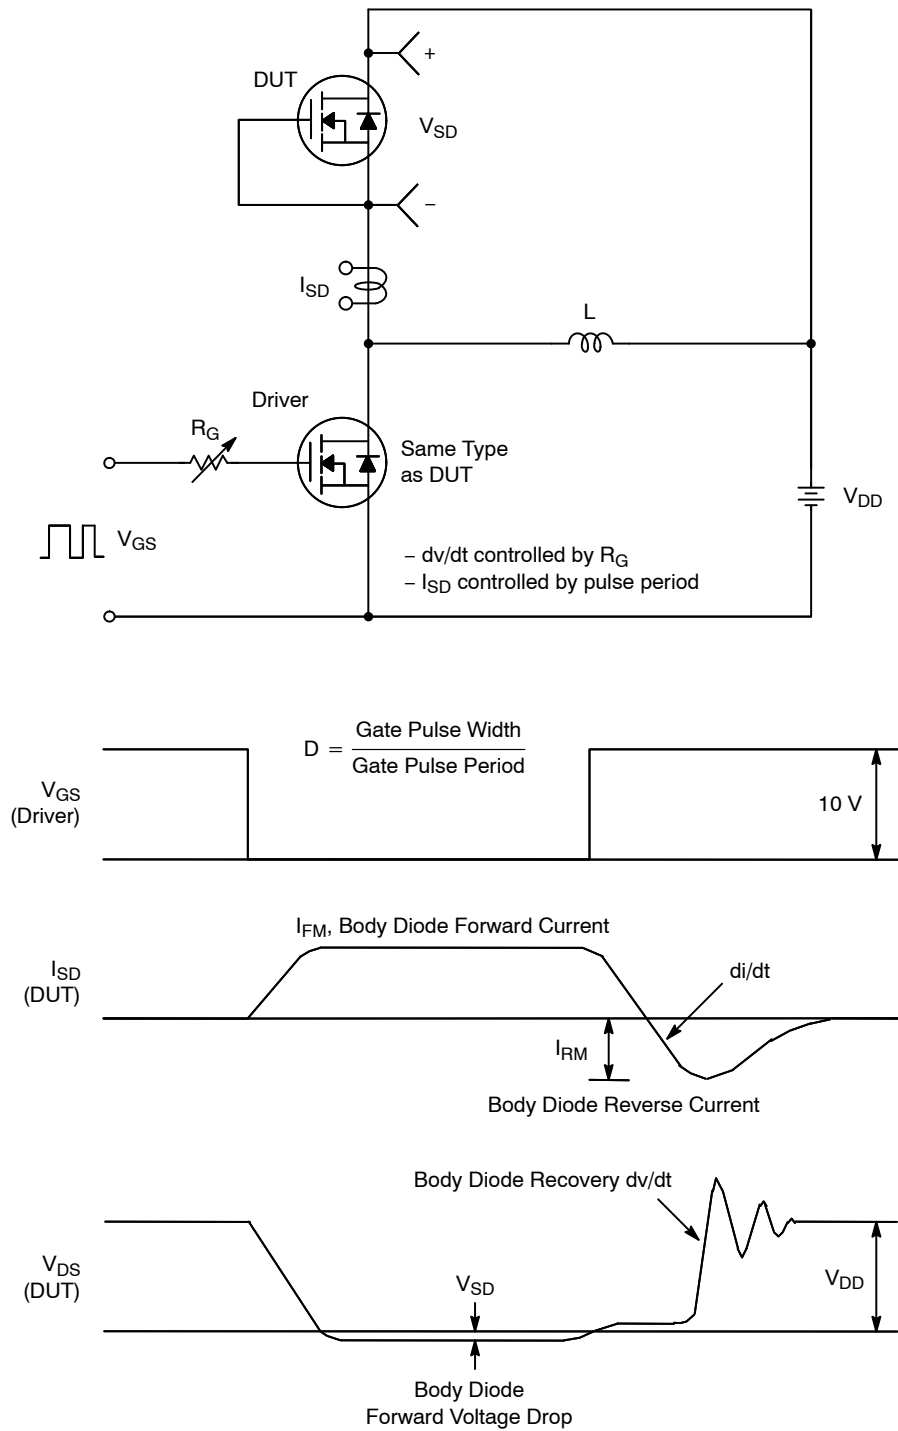 DUT
+
V_SD
−
I_SD
L
Driver
R_G
Same Type
as DUT
V_DD
V_GS
− dv/dt controlled by R_G
− I_SD controlled by pulse period
D = Gate Pulse Width
Gate Pulse Period
V_GS
(Driver)
10 V
I_FM, Body Diode Forward Current
I_SD
(DUT)
di/dt
I_RM
Body Diode Reverse Current
Body Diode Recovery dv/dt
V_DS
(DUT)
V_SD
V_DD
Body Diode
Forward Voltage Drop